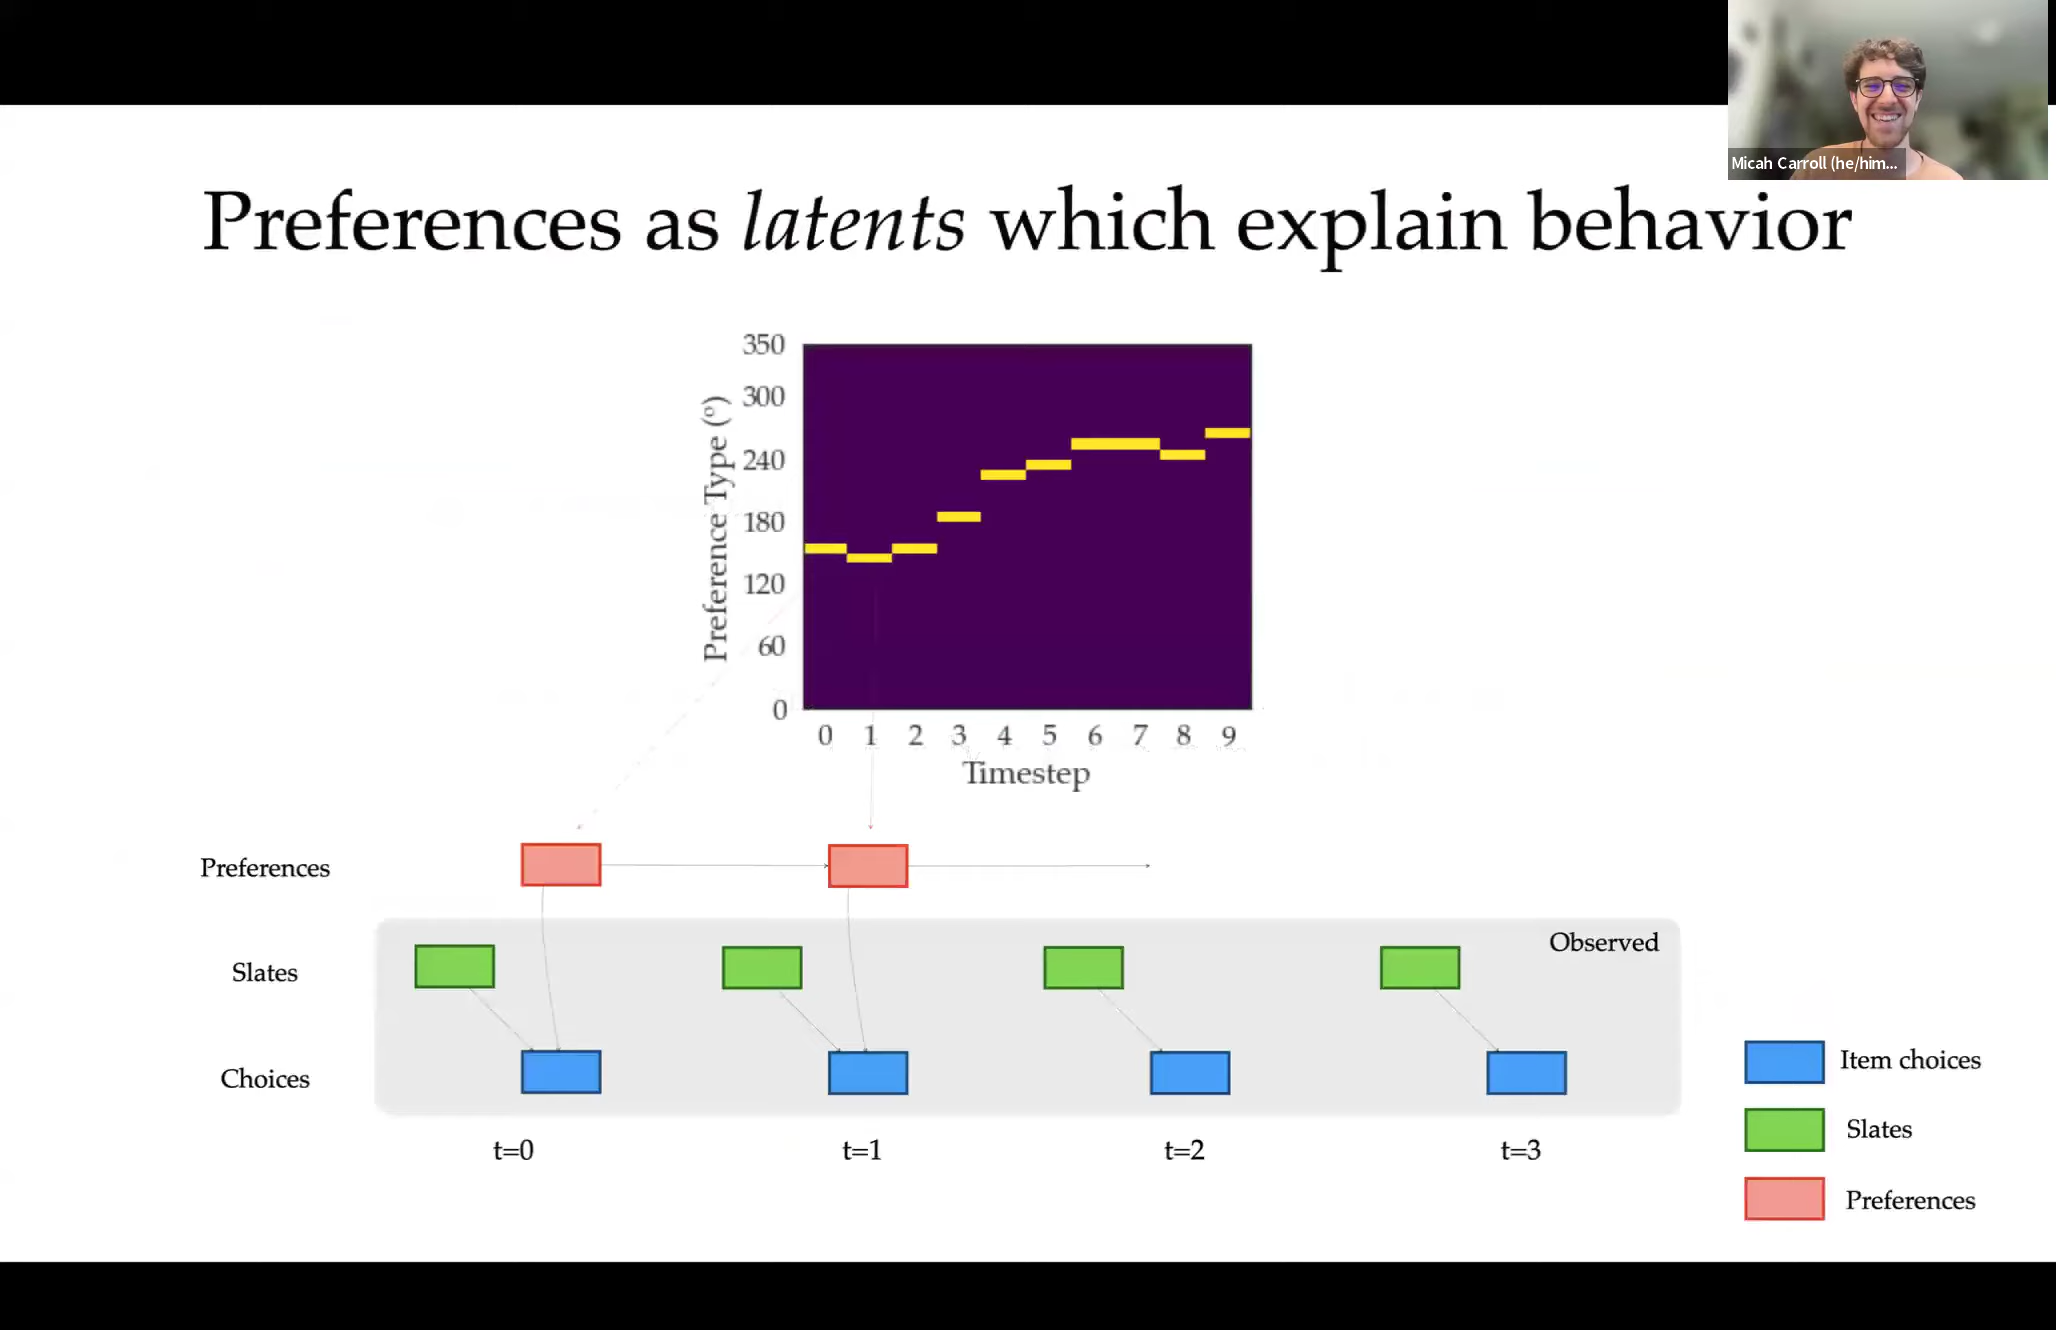 Micah Carroll (he/him...
Preferences as latents which explain behavior
350
300
240
180
120
60
0
Preference Type (°)
0 1 2 3 4 5 6 7 8 9
Timestep
Preferences
Observed
Slates
Choices
t=0 t=1 t=2 t=3
Item choices
Slates
Preferences